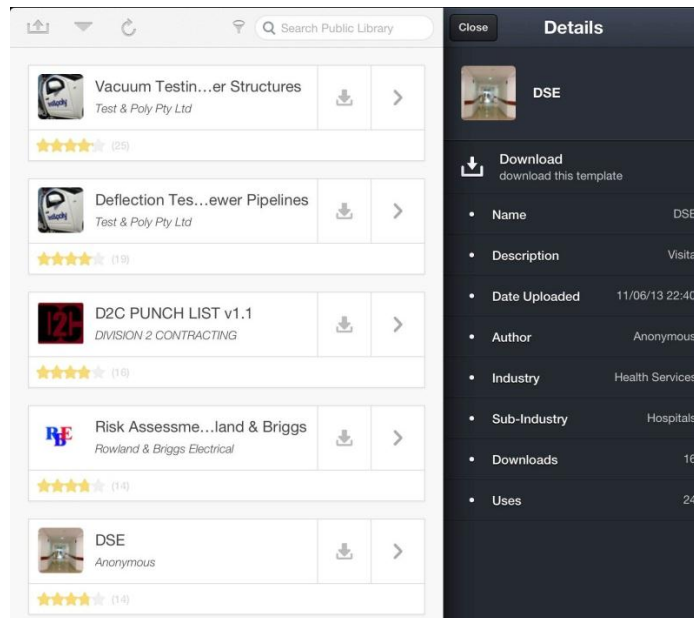 Search Public Library
Vacuum Testin...er Structures
Test & Poly Pty Ltd
(25)
Deflection Tes...ewer Pipelines
Test & Poly Pty Ltd
(19)
D2C PUNCH LIST v1.1
DIVISION 2 CONTRACTING
(16)
Risk Assessme...land & Briggs
Rowland & Briggs Electrical
(14)
DSE
Anonymous
(14)
Close
Details
DSE
Download
download this template
Name DSE
Description Visita
Date Uploaded 11/06/13 22:40
Author Anonymous
Industry Health Services
Sub-Industry Hospitals
Downloads 16
Uses 24